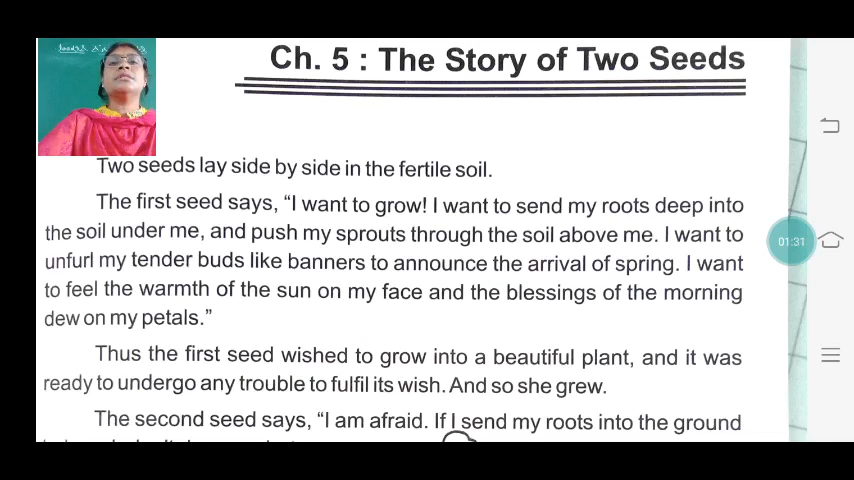 Ch. 5 : The Story of Two Seeds
Two seeds lay side by side in the fertile soil.
The first seed says, “I want to grow! I want to send my roots deep into
the soil under me, and push my sprouts through the soil above me. I want to
unfurl my tender buds like banners to announce the arrival of spring. I want
to feel the warmth of the sun on my face and the blessings of the morning
dew on my petals.”
Thus the first seed wished to grow into a beautiful plant, and it was
ready to undergo any trouble to fulfil its wish. And so she grew.
The second seed says, “I am afraid. If I send my roots into the ground
01:31